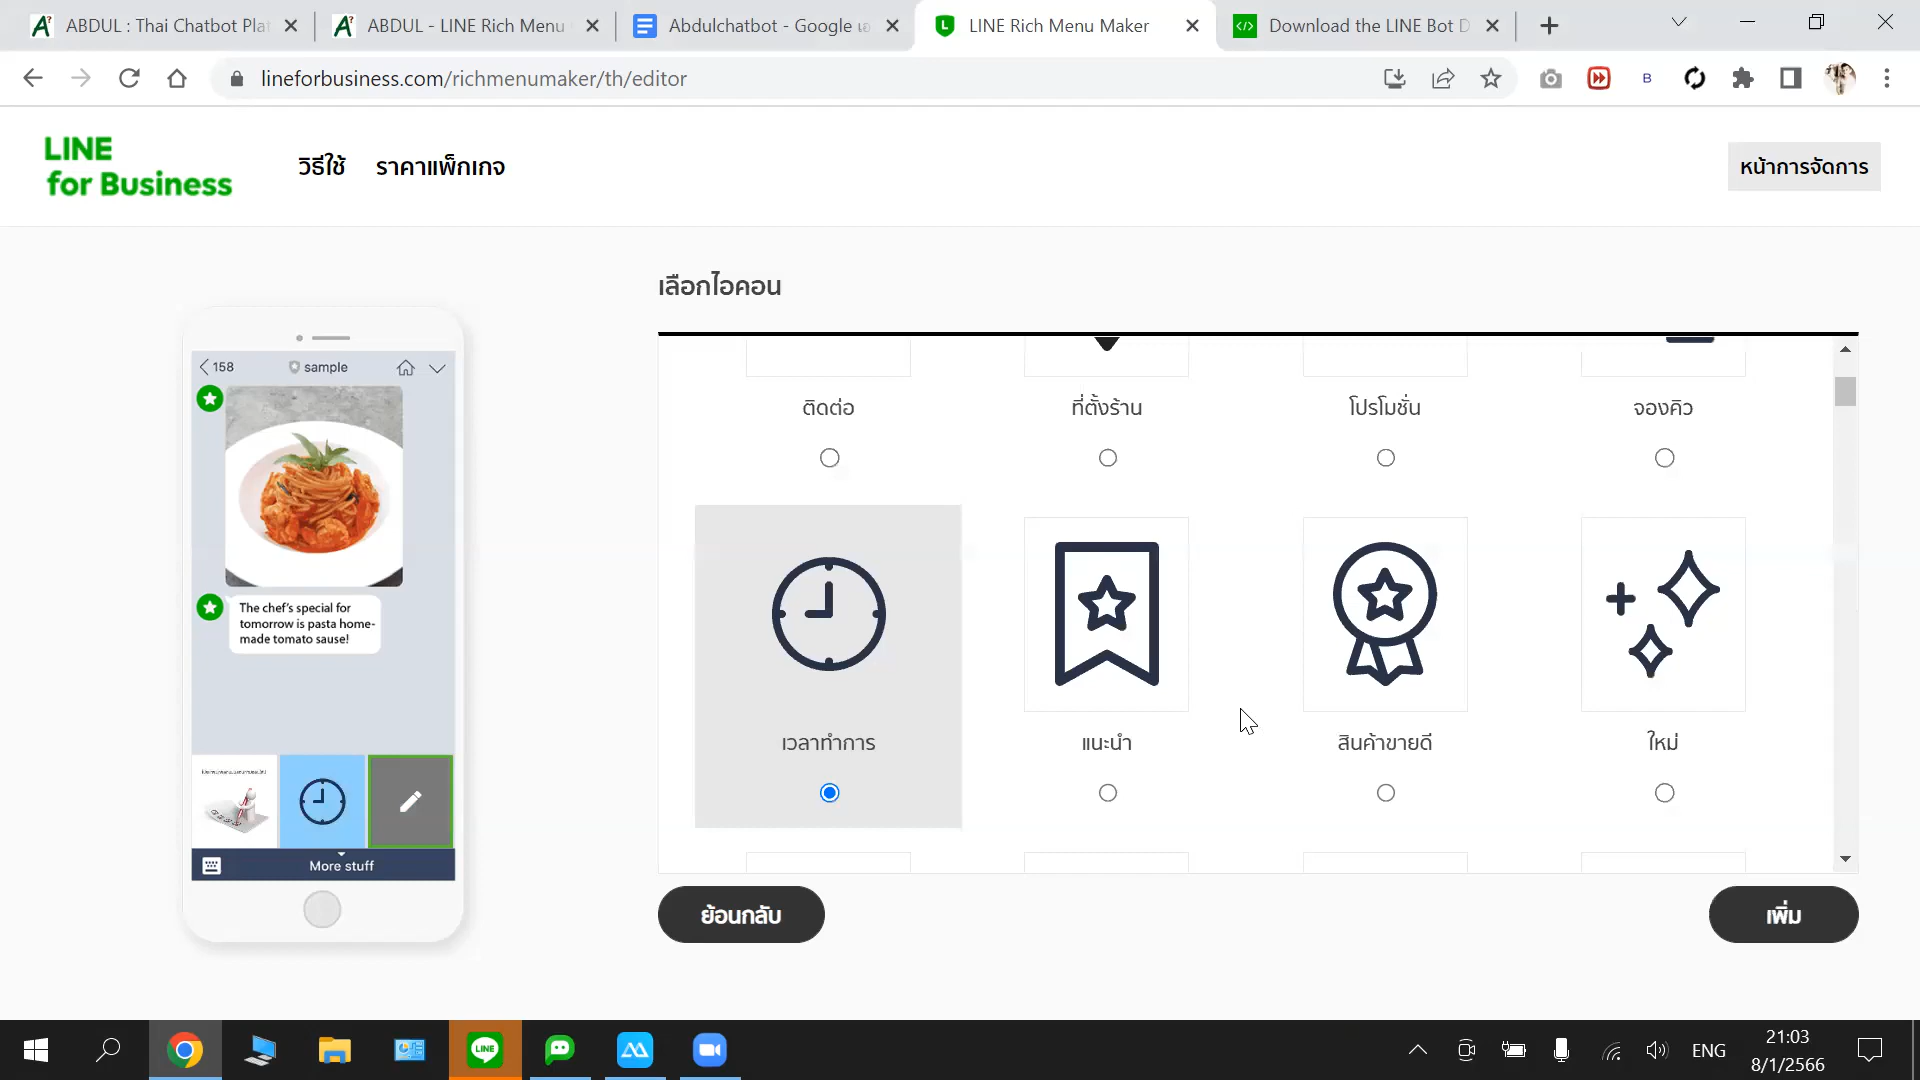 ABDUL : Thai Chatbot Pla
ABDUL - LINE Rich Menu
Abdulchatbot - Google เอ
LINE Rich Menu Maker
Download the LINE Bot D
lineforbusiness.com/richmenumaker/th/editor
LINE
for Business
วิธีใช้
ราคาแพ็กเกจ
หน้าการจัดการ
เลือกไอคอน
158
sample
The chef's special for
tomorrow is pasta home-
made tomato sause!
More stuff
ติดต่อ
ที่ตั้งร้าน
โปรโมชั่น
จองคิว
เวลาทำการ
แนะนำ
สินค้าขายดี
ใหม่
ย้อนกลับ
เพิ่ม
LINE
ENG
21:03
8/1/2566